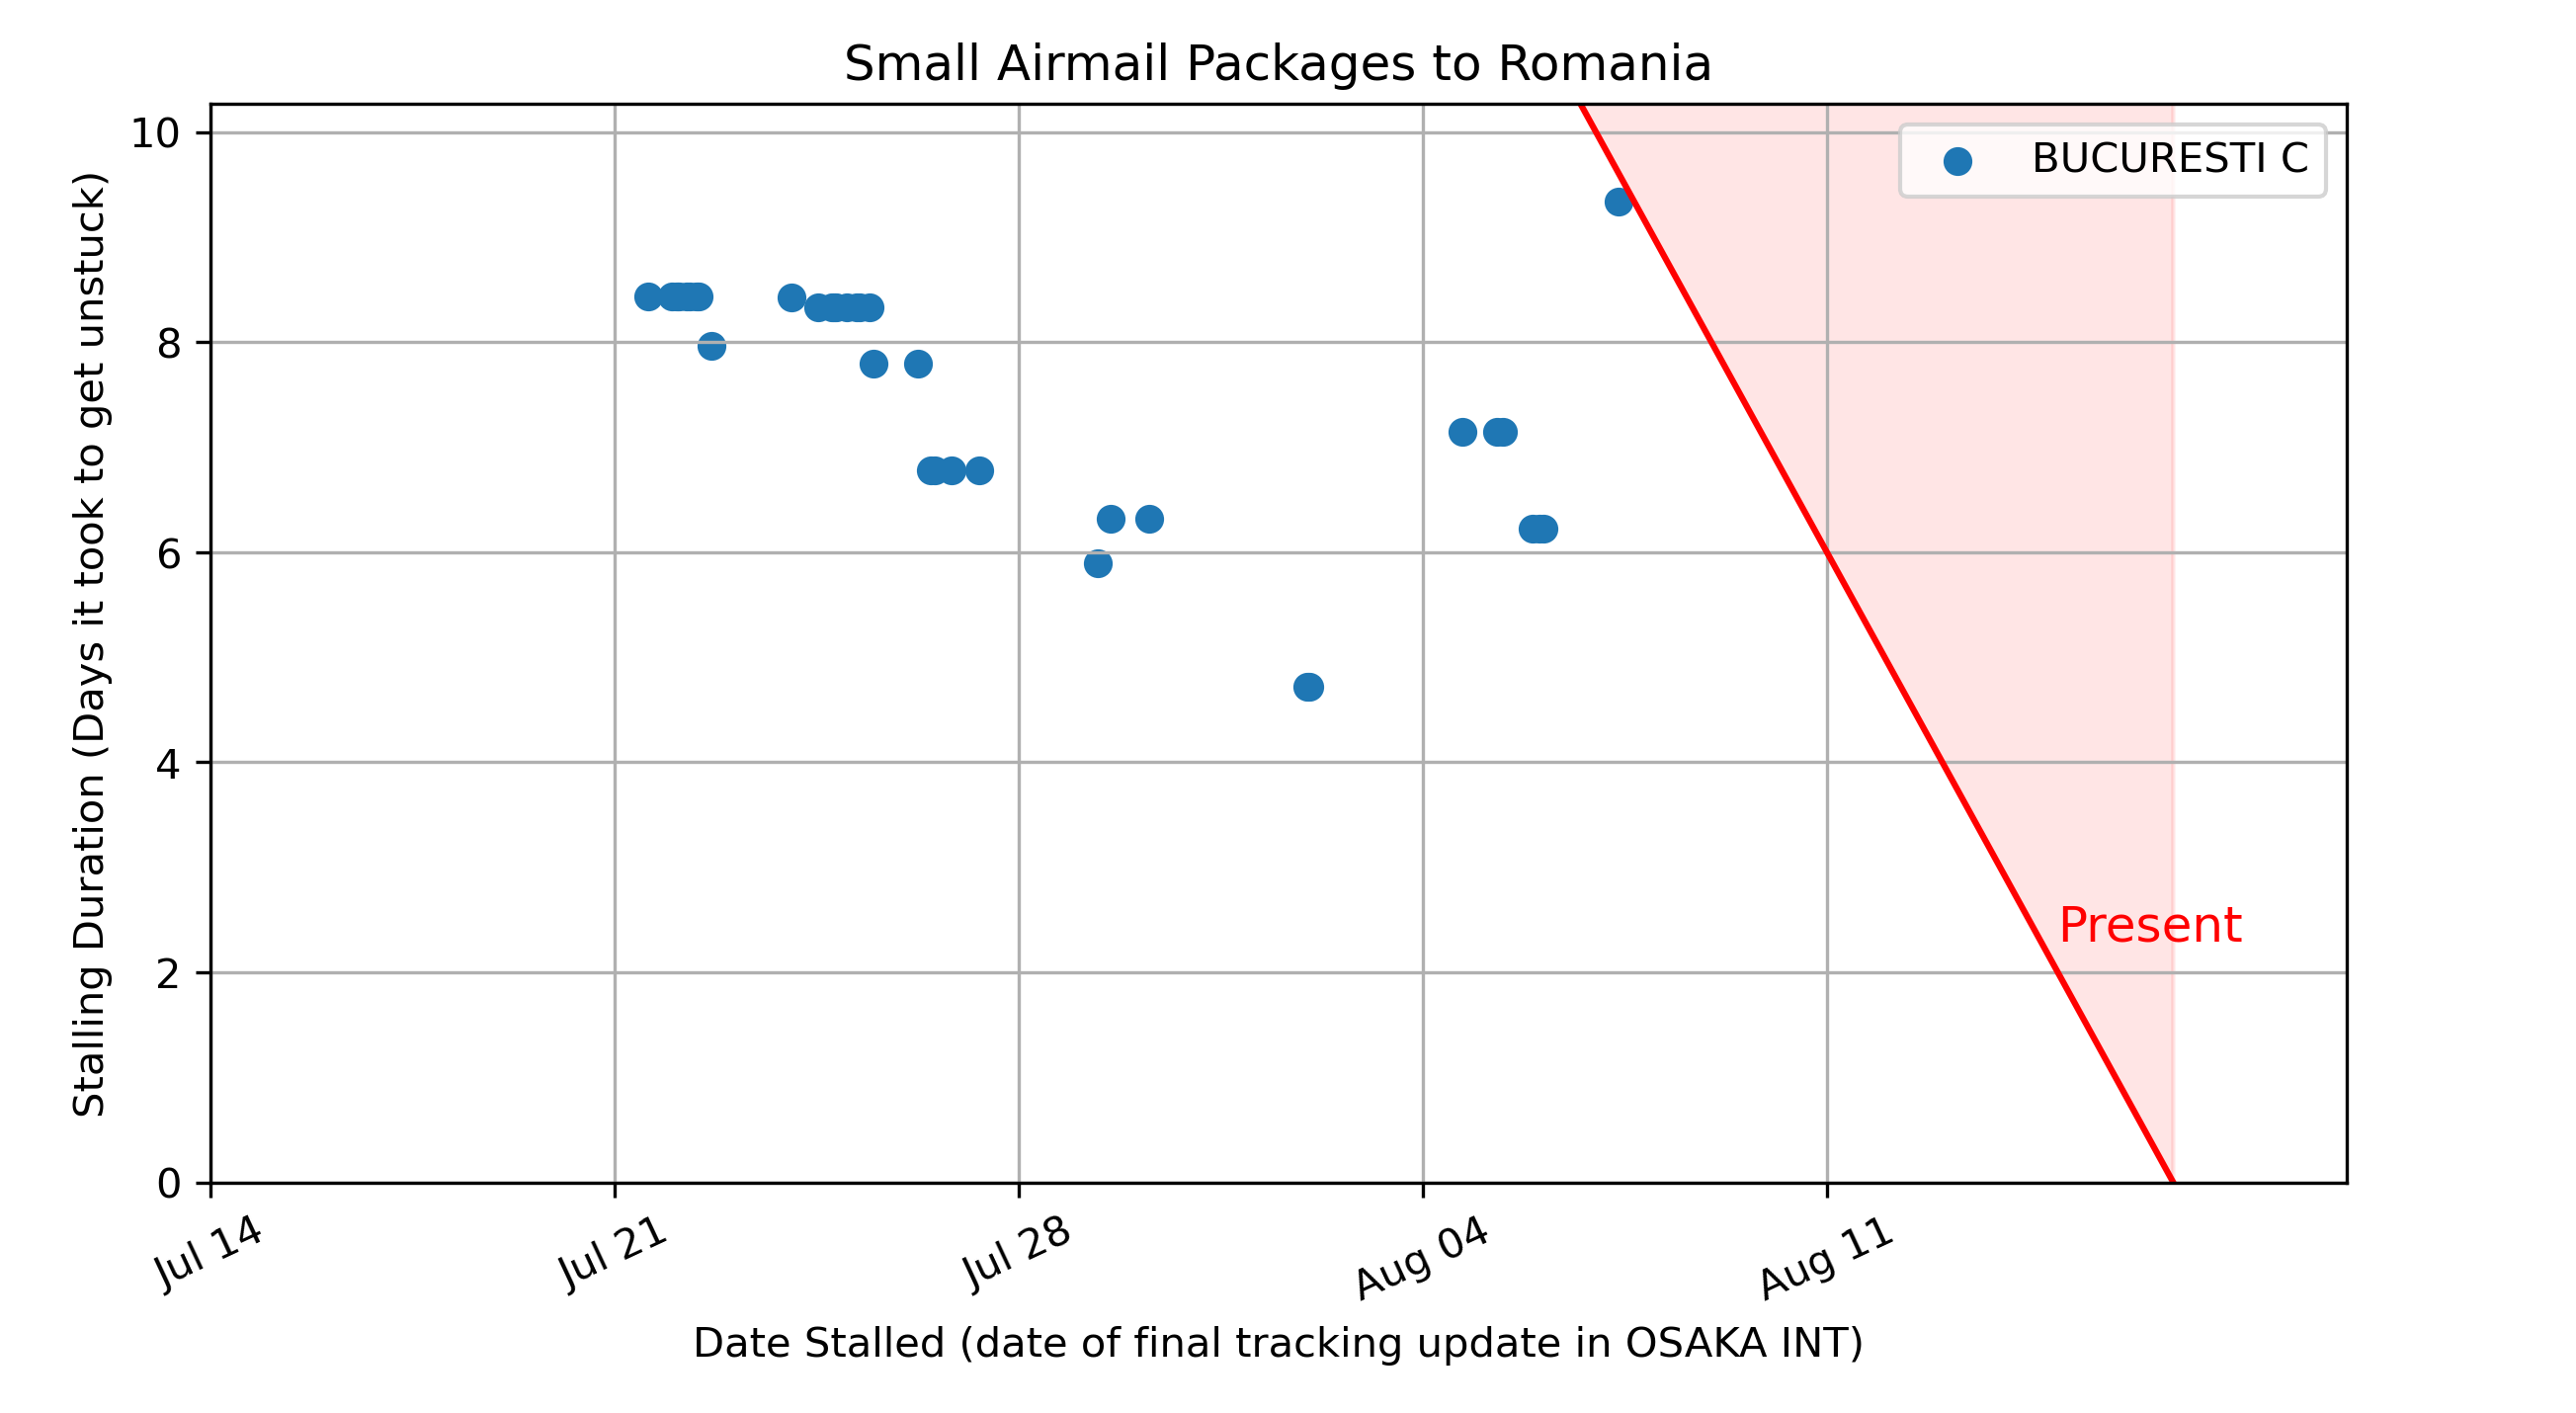 Small Airmail Packages to Romania
BUCURESTI C
Stalling Duration (Days it took to get unstuck)
10
8
6
4
2
0
Present
Jul 14
Jul 21
Jul 28
Aug 04
Aug 11
Date Stalled (date of final tracking update in OSAKA INT)